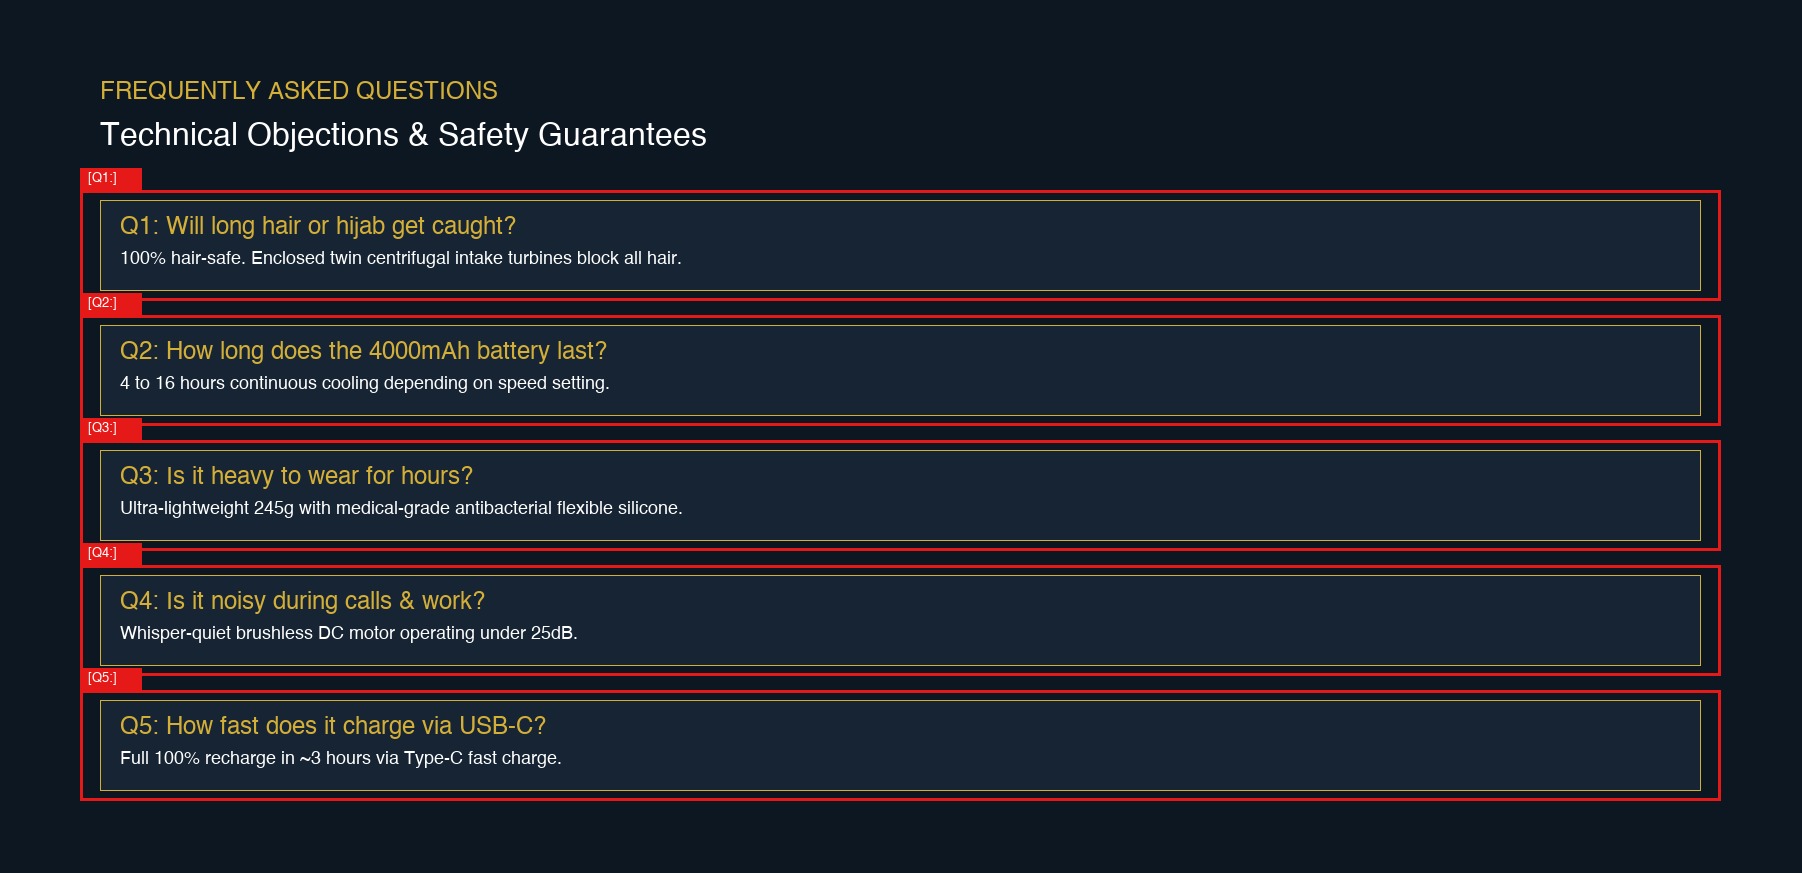 FREQUENTLY ASKED QUESTIONS
Technical Objections & Safety Guarantees
[Q1:]
Q1: Will long hair or hijab get caught?
100% hair-safe. Enclosed twin centrifugal intake turbines block all hair.
[Q2:]
Q2: How long does the 4000mAh battery last?
4 to 16 hours continuous cooling depending on speed setting.
[Q3:]
Q3: Is it heavy to wear for hours?
Ultra-lightweight 245g with medical-grade antibacterial flexible silicone.
[Q4:]
Q4: Is it noisy during calls & work?
Whisper-quiet brushless DC motor operating under 25dB.
[Q5:]
Q5: How fast does it charge via USB-C?
Full 100% recharge in ~3 hours via Type-C fast charge.